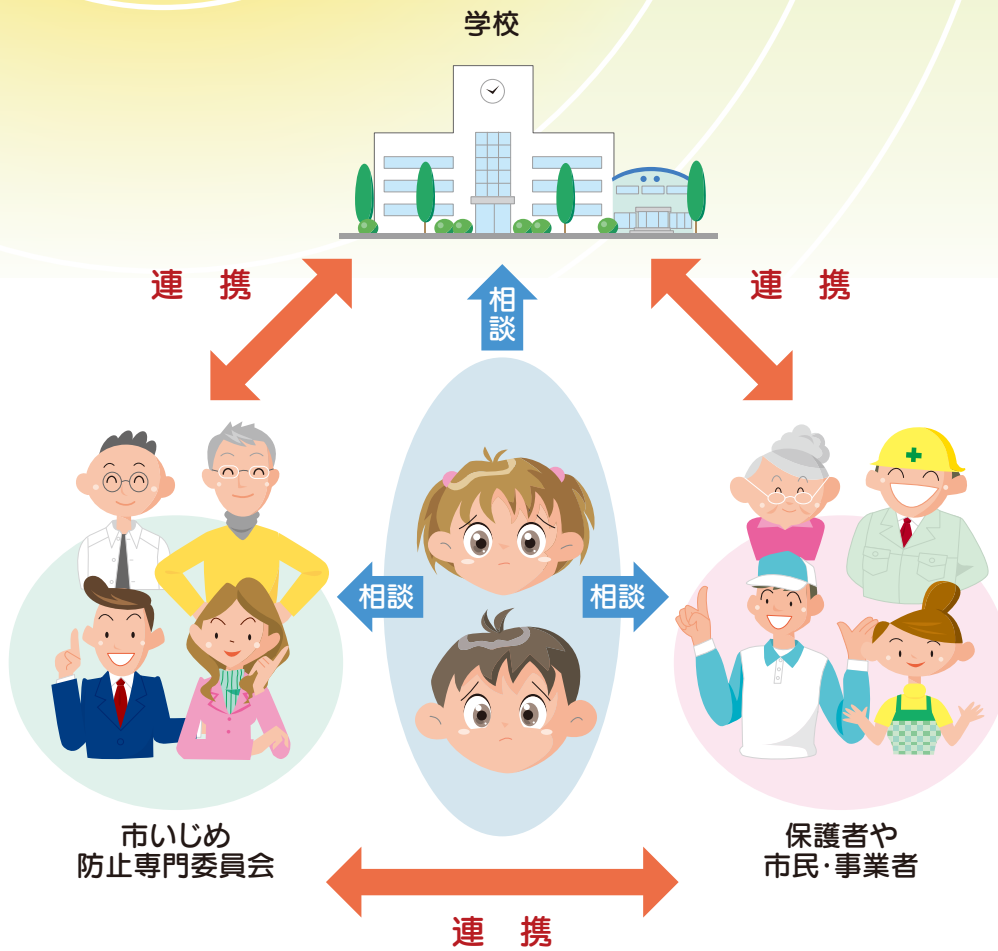 学校
連 携
連 携
相談
相談
相談
市いじめ
防止専門委員会
保護者や
市民・事業者
連 携